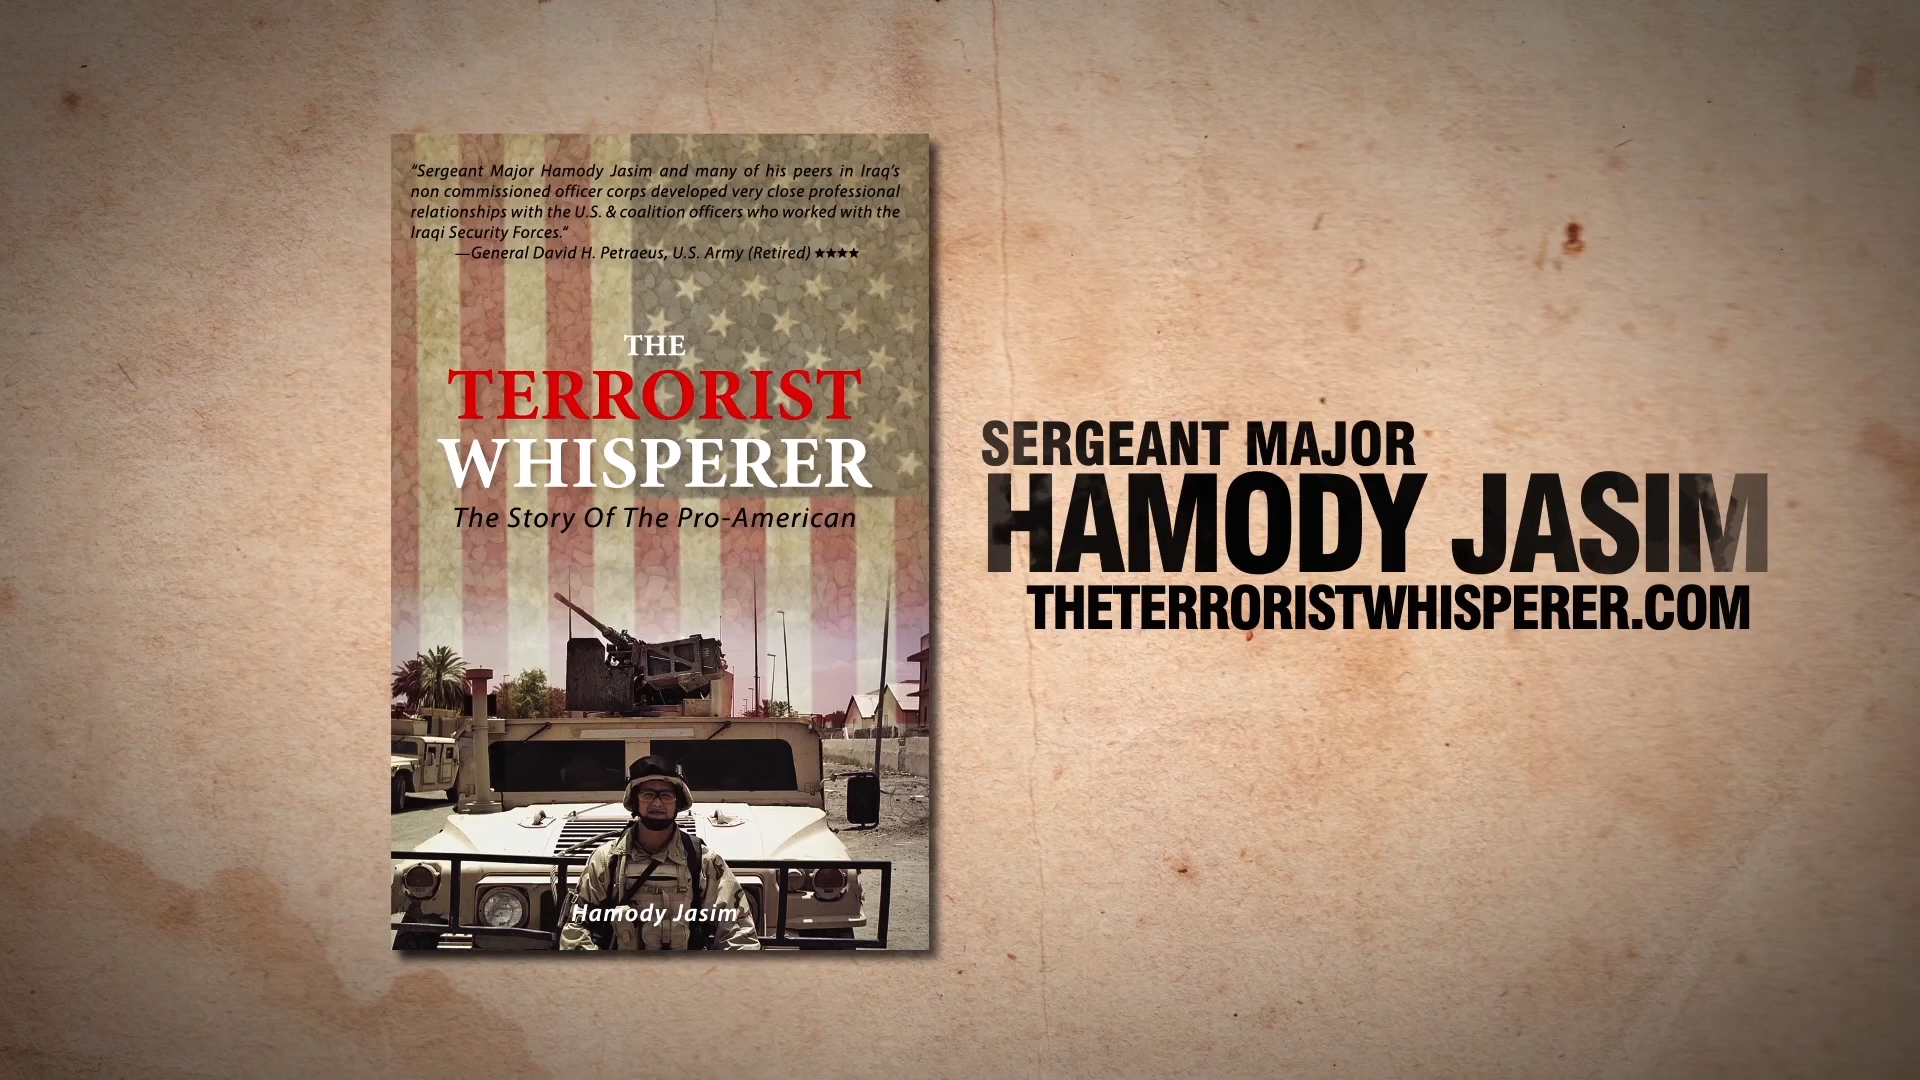 “Sergeant Major Hamody Jasim and many of his peers in Iraq’s
non commissioned officer corps developed very close professional
relationships with the U.S. & coalition officers who worked with the
Iraqi Security Forces.“
—General David H. Petraeus, U.S. Army (Retired) ★★★★
THE
TERRORIST
WHISPERER
The Story Of The Pro-American
Hamody Jasim
SERGEANT MAJOR
HAMODY JASIM
THETERRORISTWHISPERER.COM